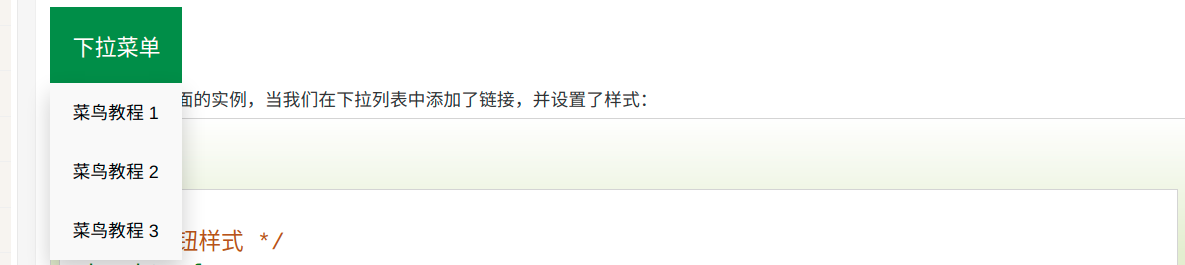 下拉菜单
面的实例，当我们在下拉列表中添加了链接，并设置了样式：
菜鸟教程 1
菜鸟教程 2
菜鸟教程 3
钮样式 */